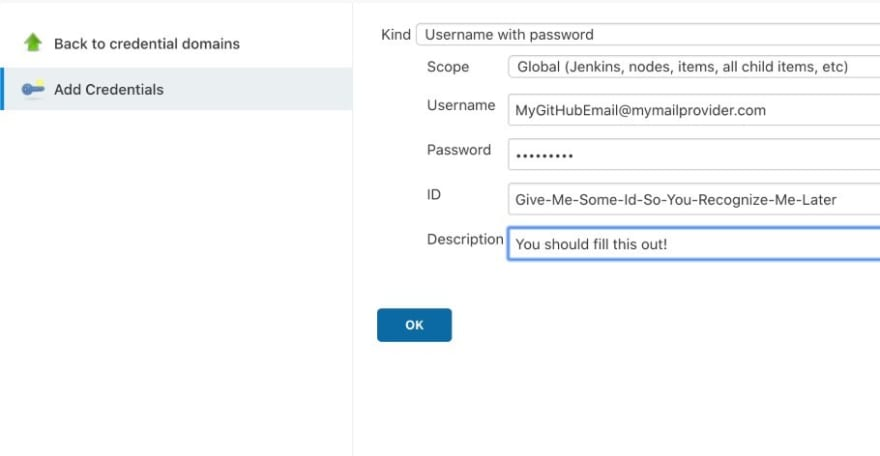 Back to credential domains
Add Credentials
Kind Username with password
Scope Global (Jenkins, nodes, items, all child items, etc)
Username MyGitHubEmail@mymailprovider.com
Password •••••••••
ID Give-Me-Some-Id-So-You-Recognize-Me-Later
Description You should fill this out!
OK